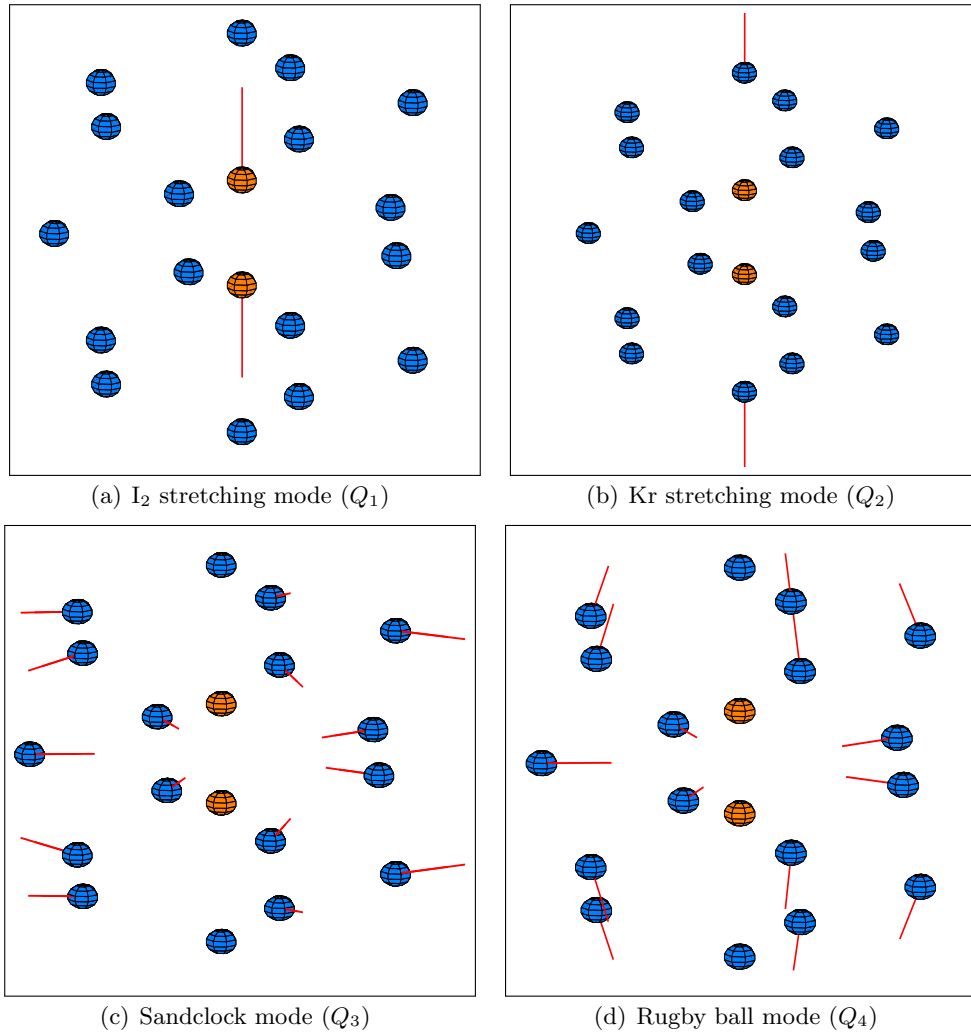 (a) I₂ stretching mode (Q₁)
(b) Kr stretching mode (Q₂)
(c) Sandclock mode (Q₃)
(d) Rugby ball mode (Q₄)